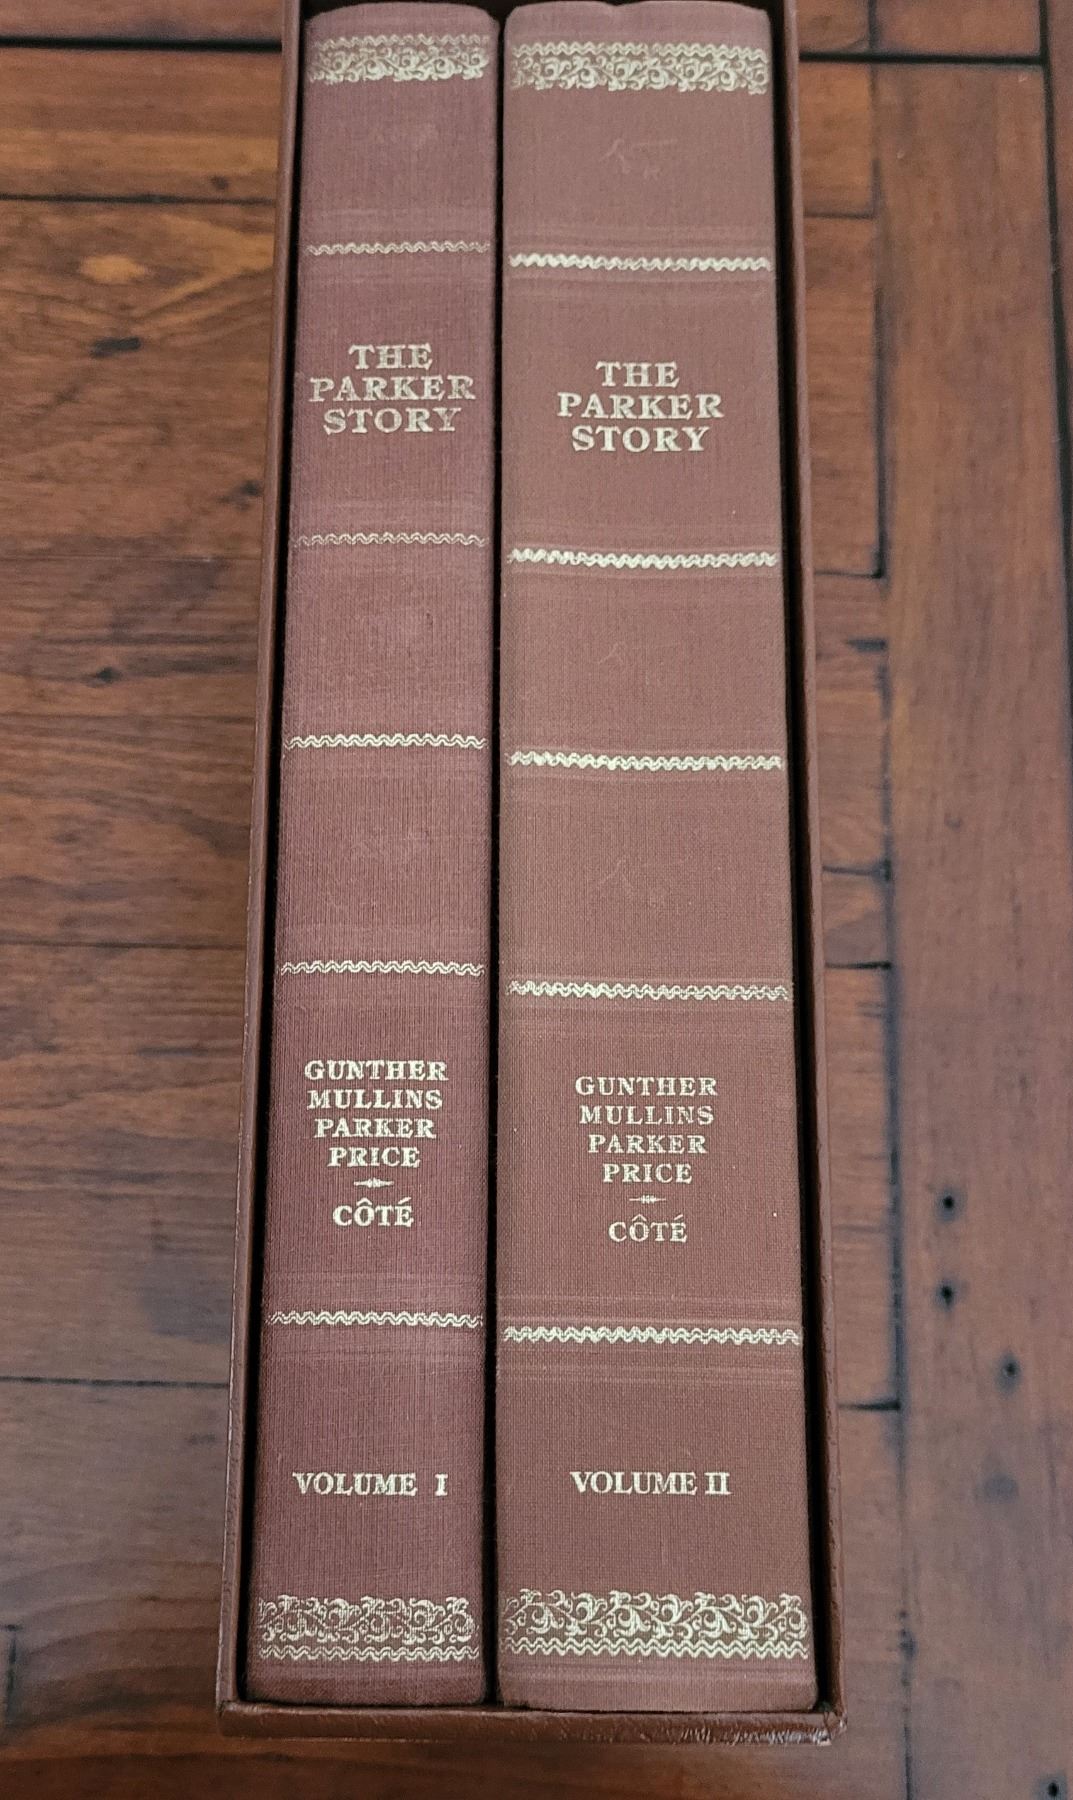 THE
PARKER
STORY
GUNTHER
MULLINS
PARKER
PRICE
CÔTÉ
VOLUME I
THE
PARKER
STORY
GUNTHER
MULLINS
PARKER
PRICE
CÔTÉ
VOLUME II